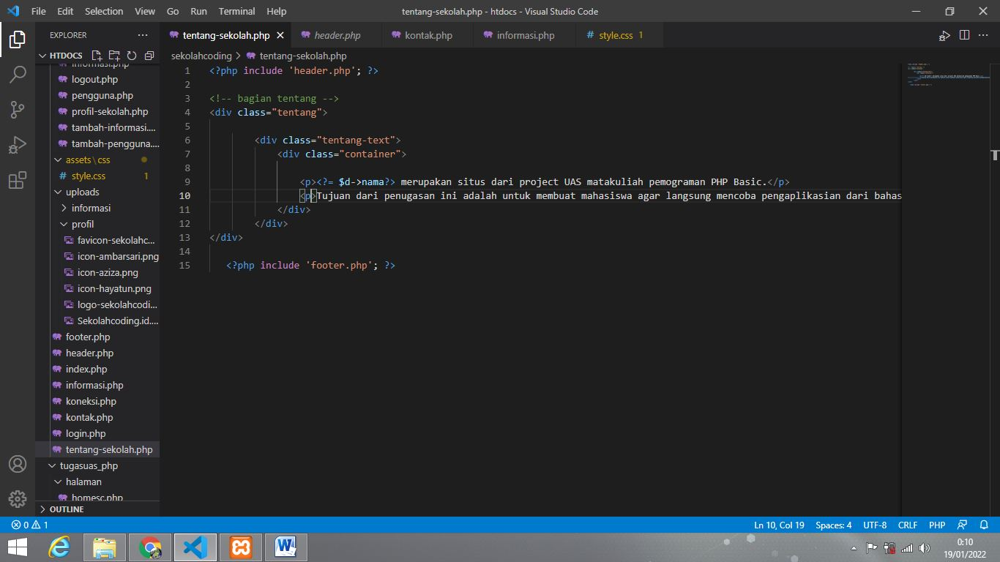 File Edit Selection View Go Run Terminal Help
tentang-sekolah.php - htdocs - Visual Studio Code
EXPLORER
HTDOCS
informasi.php
logout.php
pengguna.php
profil-sekolah.php
tambah-informasi....
tambah-pengguna....
assets\css
# style.css 1
uploads
informasi
profil
favicon-sekolahc...
icon-ambarsari.png
icon-aziza.png
icon-hayatun.png
logo-sekolahcodi...
Sekolahcoding.id....
footer.php
header.php
index.php
informasi.php
koneksi.php
kontak.php
login.php
tentang-sekolah.php
tugasuas_php
halaman
homesc.php
OUTLINE
tentang-sekolah.php header.php kontak.php informasi.php # style.css 1
sekolahcoding > tentang-sekolah.php
1 <?php include 'header.php'; ?>
2
3 <!-- bagian tentang -->
4 <div class="tentang">
5
6 <div class="tentang-text">
7 <div class="container">
8
9 <p><?= $d->nama?> merupakan situs dari project UAS matakuliah pemograman PHP Basic.</p>
10 <p>Tujuan dari penugasan ini adalah untuk membuat mahasiswa agar langsung mencoba pengaplikasian dari bahas
11 </div>
12 </div>
13 </div>
14
15 <?php include 'footer.php'; ?>
0 1
Ln 10, Col 19 Spaces: 4 UTF-8 CRLF PHP
0:10
19/01/2022